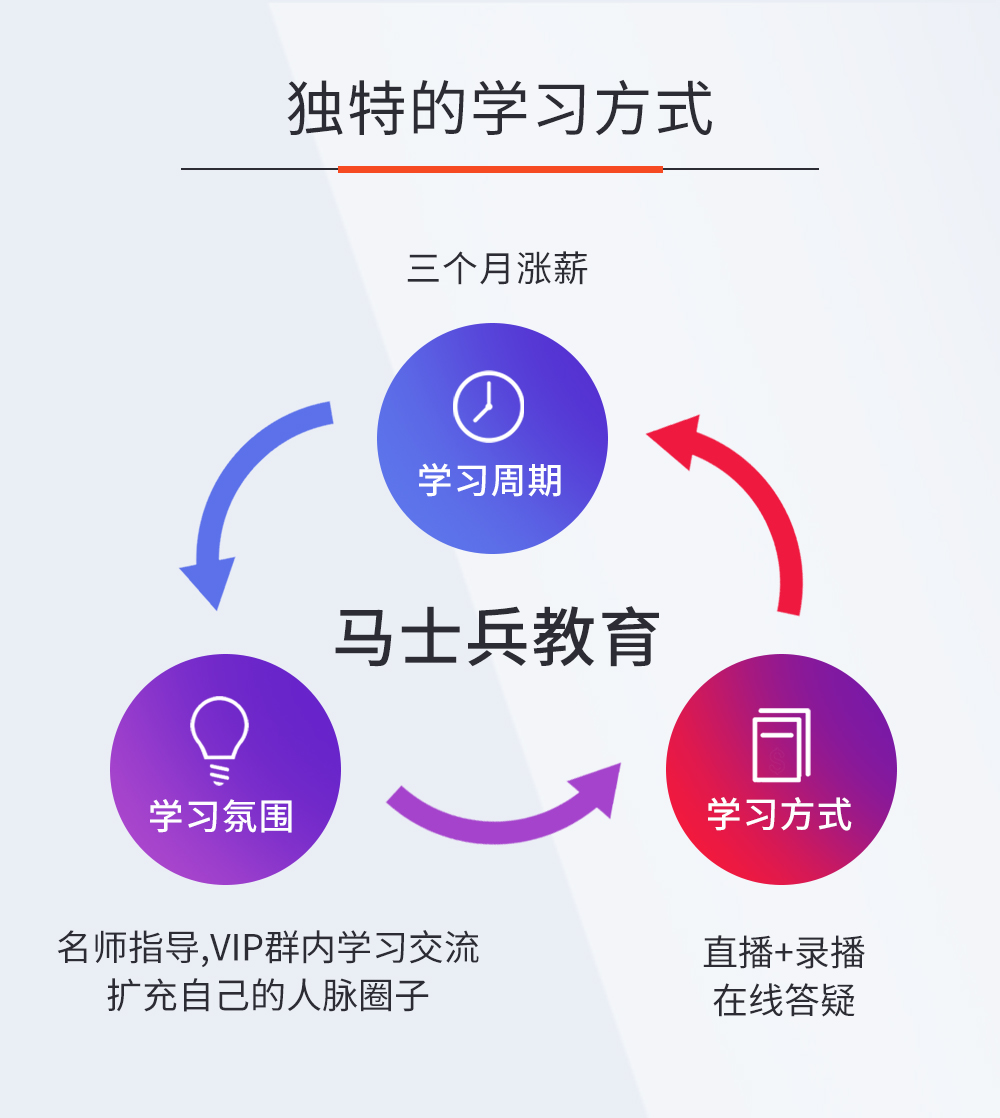 独特的学习方式
三个月涨薪
学习周期
马士兵教育
学习氛围
学习方式
名师指导,VIP群内学习交流
扩充自己的人脉圈子
直播+录播
在线答疑